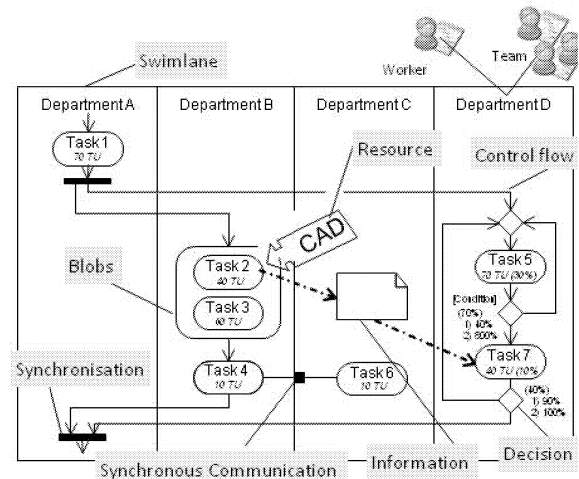 Swimlane
Worker
Team
Department A
Department B
Department C
Department D
Task1
70 TU
Resource
Control flow
CAD
Blobs
Task 2
40 TU
Task 3
60 TU
Task 5
70 TU (30%)
[Condition]
(70%)
1) 40%
2) 600%
Task 7
40 TU (10%
Synchronisation
Task 4
10 TU
Task 6
10 TU
(40%)
1) 90%
2) 100%
Synchronous Communication
Information
Decision